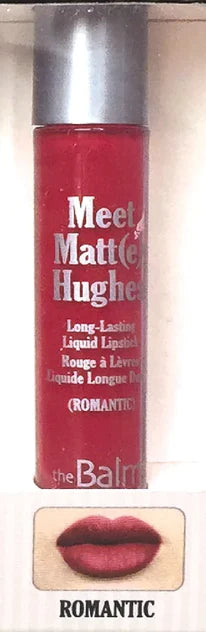 Meet
Matt(e)
Hughes
Long-Lasting
Liquid Lipstick
Rouge à Lèvres
Liquide Longue
(ROMANTIC)
theBalm
ROMANTIC